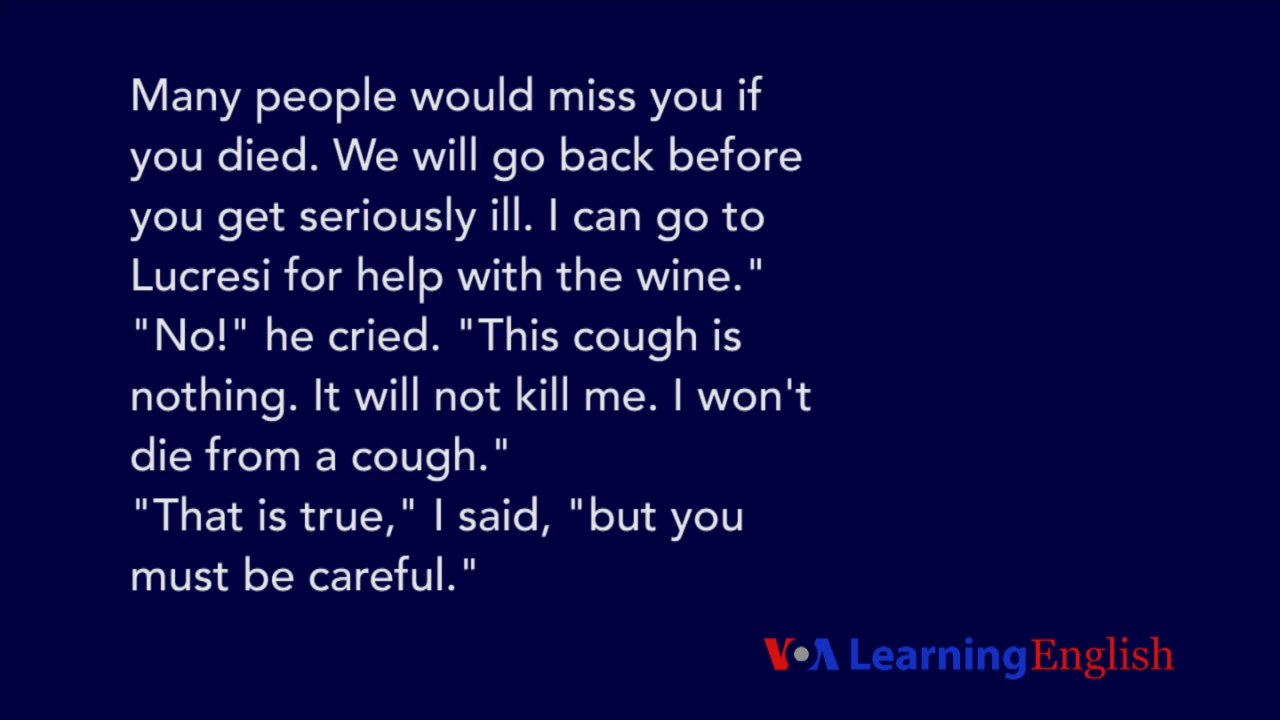 Many people would miss you if
you died. We will go back before
you get seriously ill. I can go to
Lucresi for help with the wine."
"No!" he cried. "This cough is
nothing. It will not kill me. I won't
die from a cough."
"That is true," I said, "but you
must be careful."
VOA Learning English